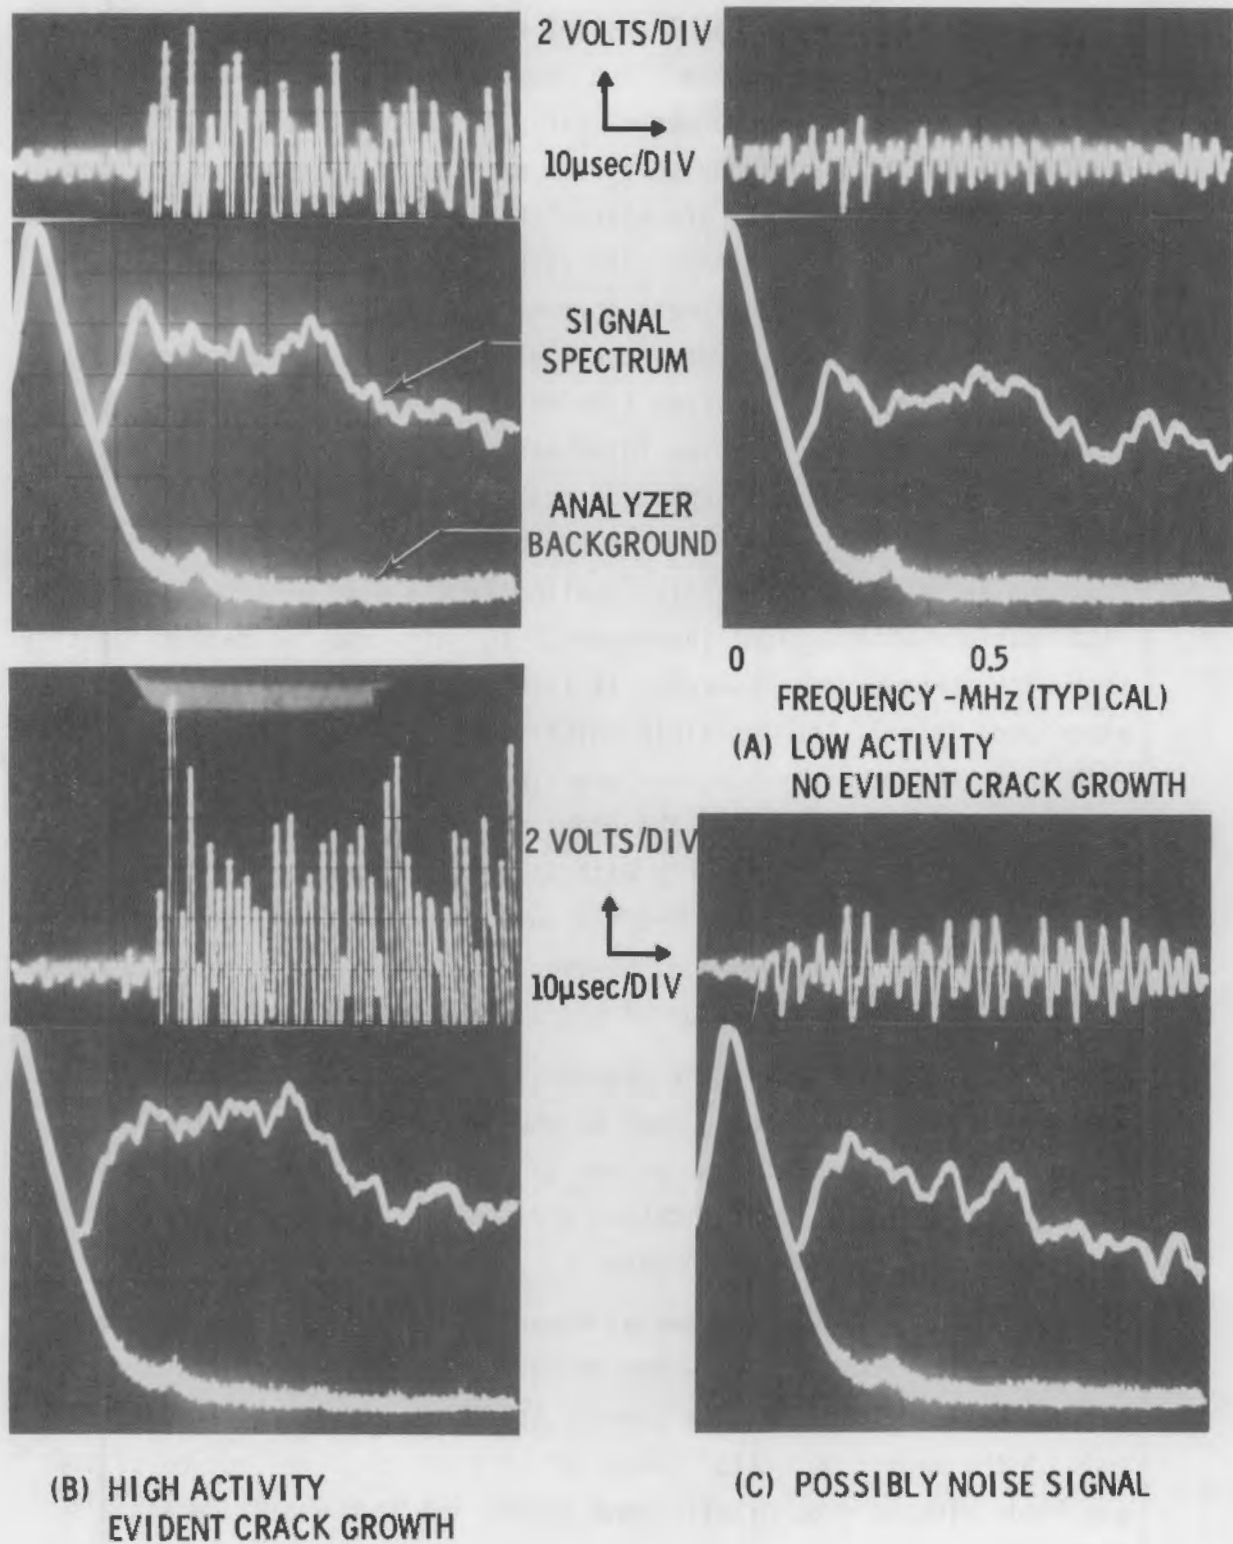 2 VOLTS/DIV
10μsec/DIV
SIGNAL
SPECTRUM
ANALYZER
BACKGROUND
0 0.5
FREQUENCY -MHz (TYPICAL)
(A) LOW ACTIVITY
NO EVIDENT CRACK GROWTH
2 VOLTS/DIV
10μsec/DIV
(B) HIGH ACTIVITY
EVIDENT CRACK GROWTH
(C) POSSIBLY NOISE SIGNAL